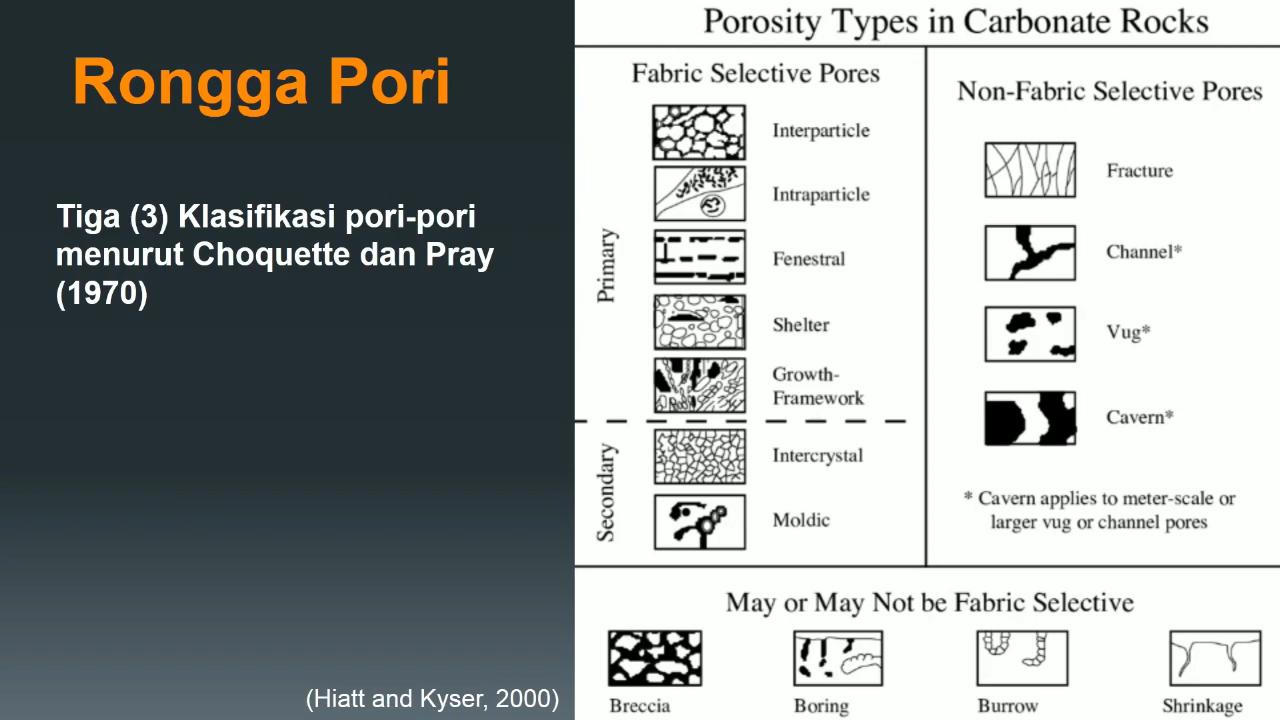 Rongga Pori
Tiga (3) Klasifikasi pori-pori
menurut Choquette dan Pray
(1970)
(Hiatt and Kyser, 2000)
Porosity Types in Carbonate Rocks
Fabric Selective Pores
Primary
Interparticle
Intraparticle
Fenestral
Shelter
Growth-
Framework
Secondary
Intercrystal
Moldic
Non-Fabric Selective Pores
Fracture
Channel*
Vug*
Cavern*
* Cavern applies to meter-scale or
larger vug or channel pores
May or May Not be Fabric Selective
Breccia
Boring
Burrow
Shrinkage